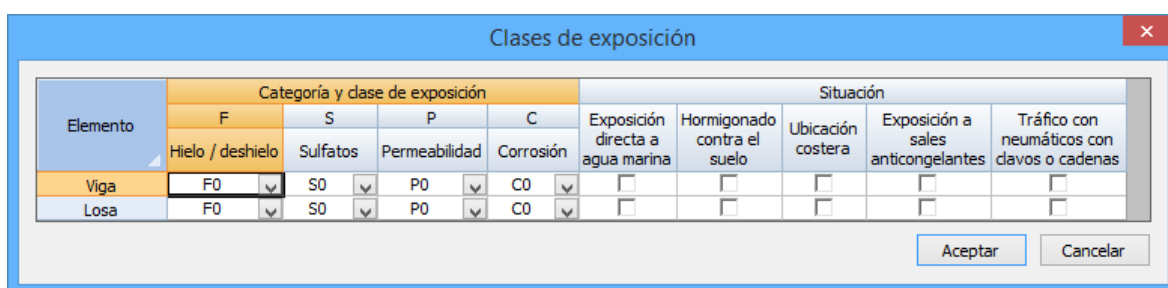 Clases de exposición
Elemento
Categoría y clase de exposición
Situación
F
S
P
C
Hielo / deshielo
Sulfatos
Permeabilidad
Corrosión
Exposición
directa a
agua marina
Hormigonado
contra el
suelo
Ubicación
costera
Exposición a
sales
anticongelantes
Tráfico con
neumáticos con
clavos o cadenas
Viga F0 S0 P0 C0
Losa F0 S0 P0 C0
Aceptar Cancelar